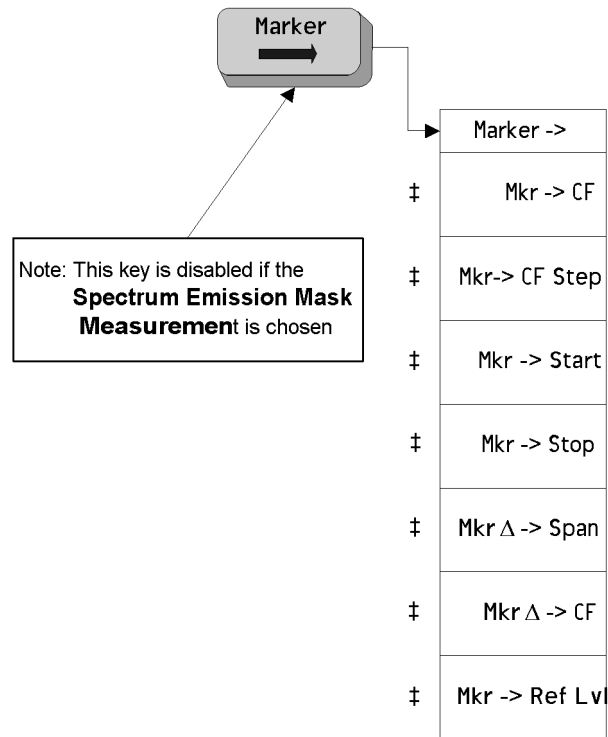 Marker
Marker ->
‡ Mkr -> CF
Note: This key is disabled if the
Spectrum Emission Mask
Measurement is chosen
‡ Mkr-> CF Step
‡ Mkr -> Start
‡ Mkr -> Stop
‡ Mkr Δ -> Span
‡ Mkr Δ -> CF
‡ Mkr -> Ref Lvl